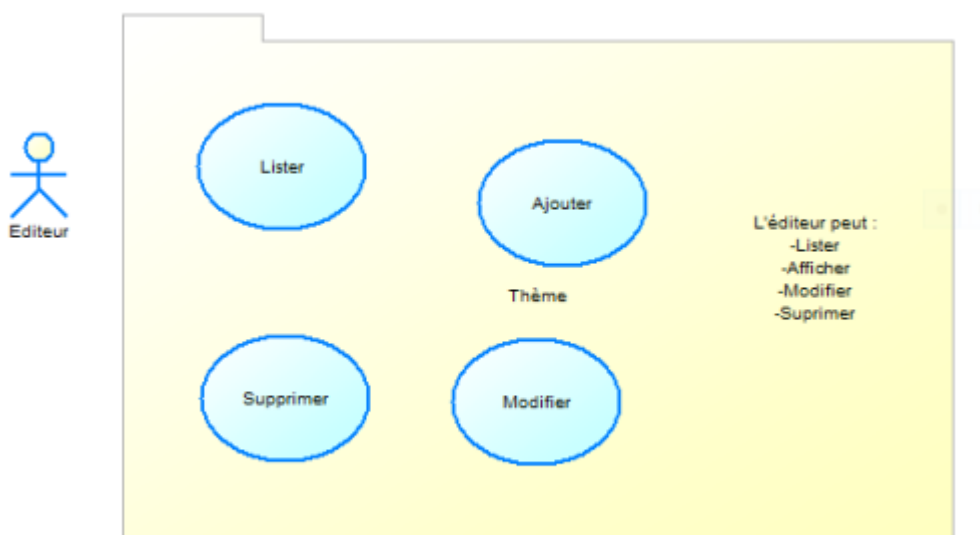 Lister
Ajouter
Editeur
L'éditeur peut :
-Lister
-Afficher
-Modifier
-Suprimer
Thème
Supprimer
Modifier